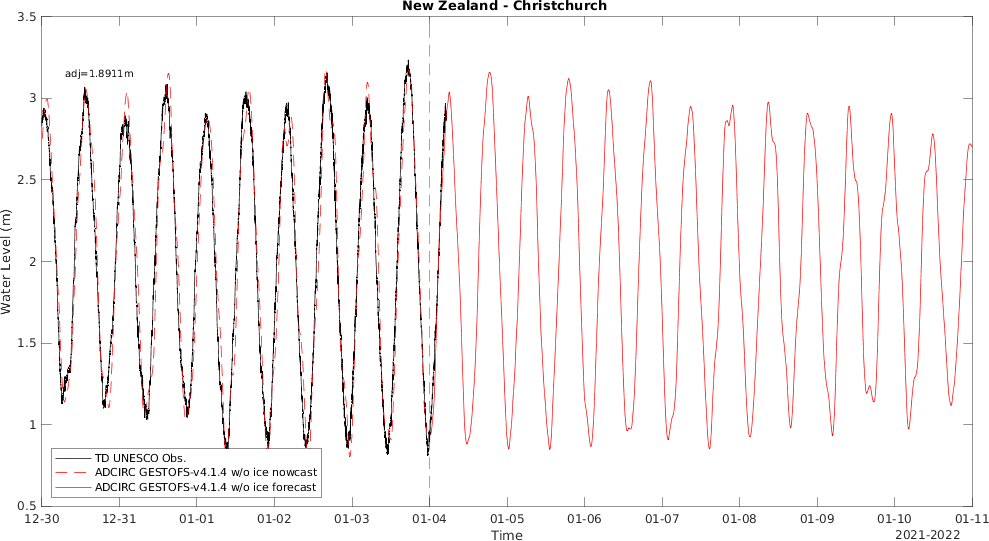 New Zealand - Christchurch
3.5
adj=1.8911m
3
2.5
2
1.5
1
0.5
Water Level (m)
TD UNESCO Obs.
ADCIRC GESTOFS-v4.1.4 w/o ice nowcast
ADCIRC GESTOFS-v4.1.4 w/o ice forecast
12-30 12-31 01-01 01-02 01-03 01-04 01-05 01-06 01-07 01-08 01-09 01-10 01-11
Time
2021-2022